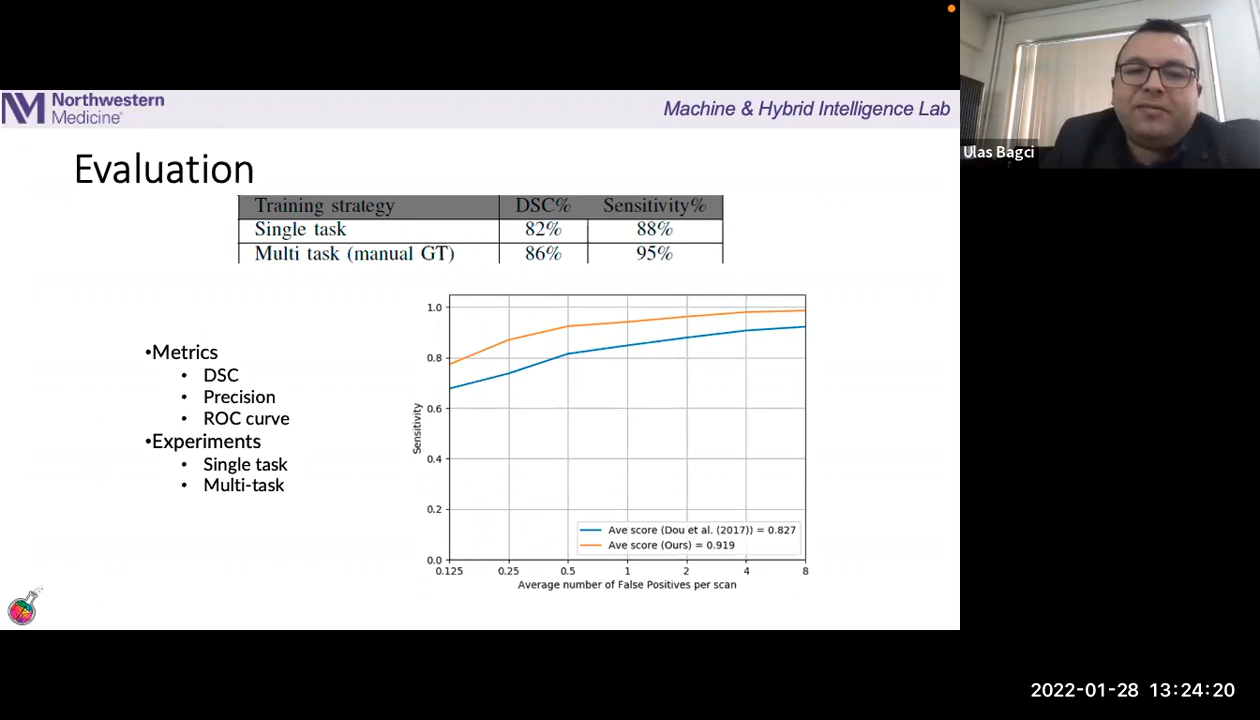 Northwestern
Medicine®
Machine & Hybrid Intelligence Lab
Ulas Bagci
Evaluation
Training strategy DSC% Sensitivity%
Single task 82% 88%
Multi task (manual GT) 86% 95%
•Metrics
• DSC
• Precision
• ROC curve
•Experiments
• Single task
• Multi-task
1.0
0.8
0.6
0.4
0.2
0.0
Sensitivity
Ave score (Dou et al. (2017)) = 0.827
Ave score (Ours) = 0.919
0.125 0.25 0.5 1 2 4 8
Average number of False Positives per scan
2022-01-28 13:24:20